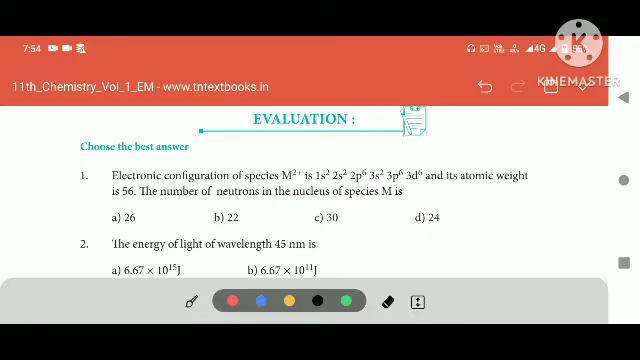 7:54
4G
56%
11th_Chemistry_Vol_1_EM - www.tntextbooks.in
KINEMASTER
EVALUATION :
Choose the best answer
1. Electronic configuration of species M²⁺ is 1s² 2s² 2p⁶ 3s² 3p⁶ 3d⁶ and its atomic weight
is 56. The number of neutrons in the nucleus of species M is
a) 26 b) 22 c) 30 d) 24
2. The energy of light of wavelength 45 nm is
a) 6.67 × 10¹⁵J b) 6.67 × 10¹¹J